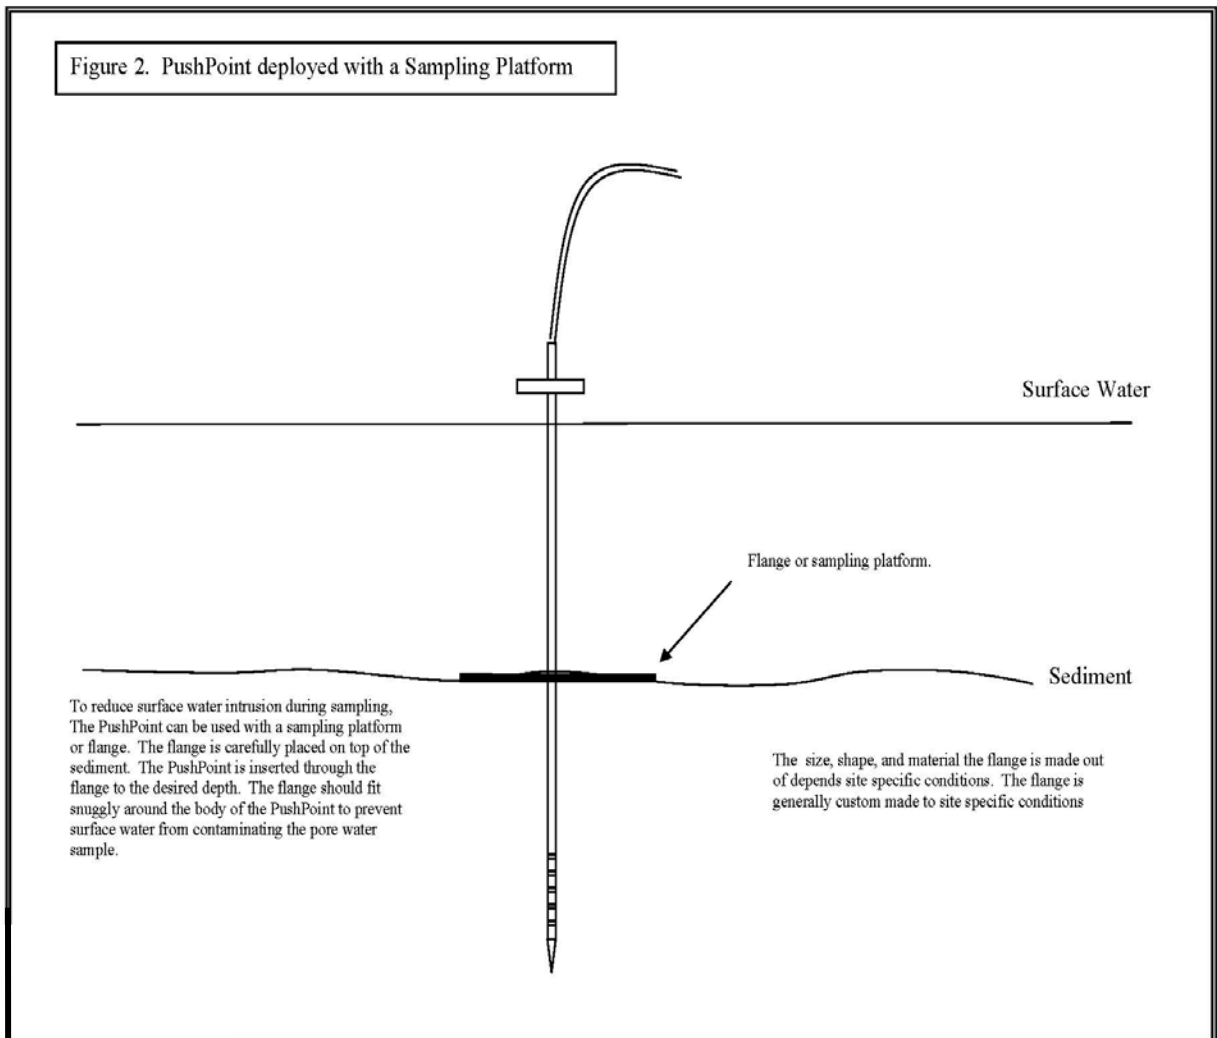 Figure 2.  PushPoint deployed with a Sampling Platform
Surface Water
Flange or sampling platform.
Sediment
To reduce surface water intrusion during sampling,
The PushPoint can be used with a sampling platform
or flange.  The flange is carefully placed on top of the
sediment.  The PushPoint is inserted through the
flange to the desired depth.  The flange should fit
snuggly around the body of the PushPoint to prevent
surface water from contaminating the pore water
sample.
The  size, shape, and material the flange is made out
of depends site specific conditions.  The flange is
generally custom made to site specific conditions